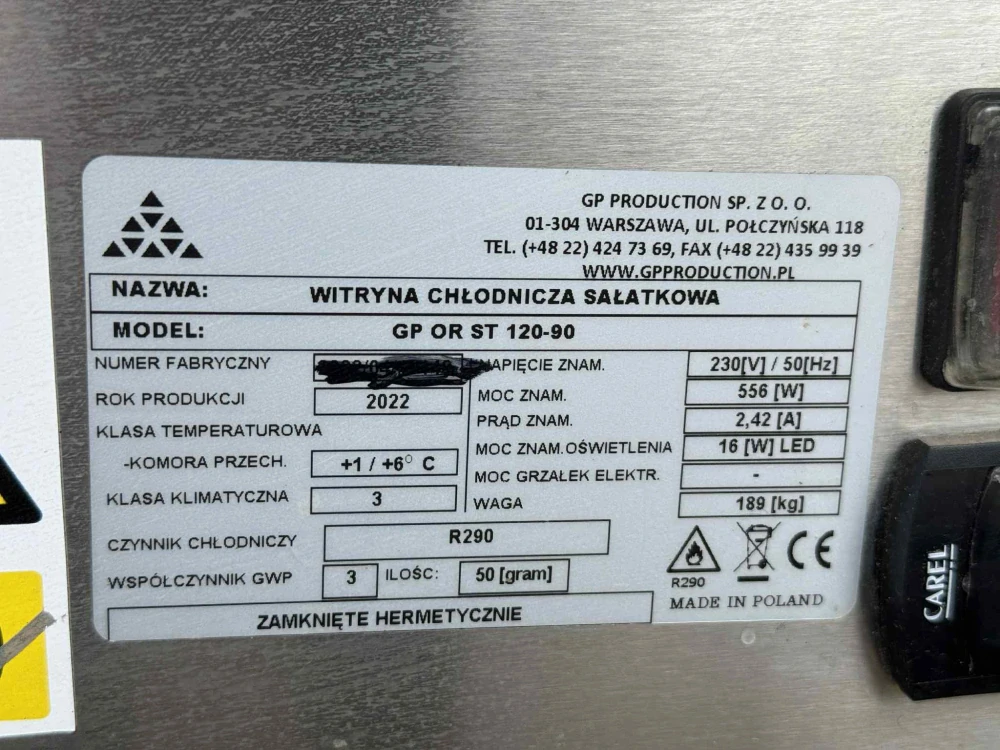 GP PRODUCTION SP. Z O. O.
01-304 WARSZAWA, UL. POŁCZYŃSKA 118
TEL. (+48 22) 424 73 69, FAX (+48 22) 435 99 39
WWW.GPPRODUCTION.PL
NAZWA: WITRYNA CHŁODNICZA SAŁATKOWA
MODEL: GP OR ST 120-90
NUMER FABRYCZNY
ROK PRODUKCJI 2022
KLASA TEMPERATUROWA
-KOMORA PRZECH. +1 / +6° C
KLASA KLIMATYCZNA 3
NAPIĘCIE ZNAM. 230[V] / 50[Hz]
MOC ZNAM. 556 [W]
PRĄD ZNAM. 2,42 [A]
MOC ZNAM.OŚWIETLENIA 16 [W] LED
MOC GRZAŁEK ELEKTR. -
WAGA 189 [kg]
CZYNNIK CHŁODNICZY R290
WSPÓŁCZYNNIK GWP 3 ILOŚĆ: 50 [gram]
ZAMKNIĘTE HERMETYCZNIE
R290
CE
MADE IN POLAND
CAREL